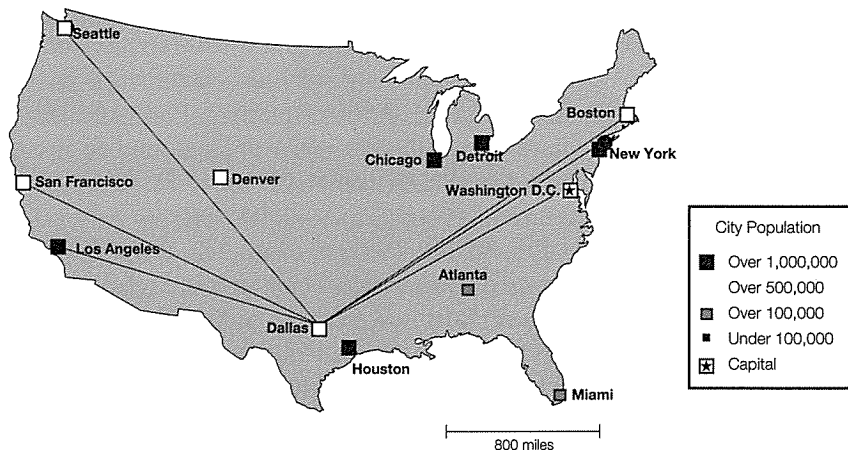 Seattle
Boston
Chicago
Detroit
New York
San Francisco
Denver
Washington D.C.
Los Angeles
Atlanta
Dallas
Houston
Miami
800 miles
City Population
Over 1,000,000
Over 500,000
Over 100,000
Under 100,000
Capital